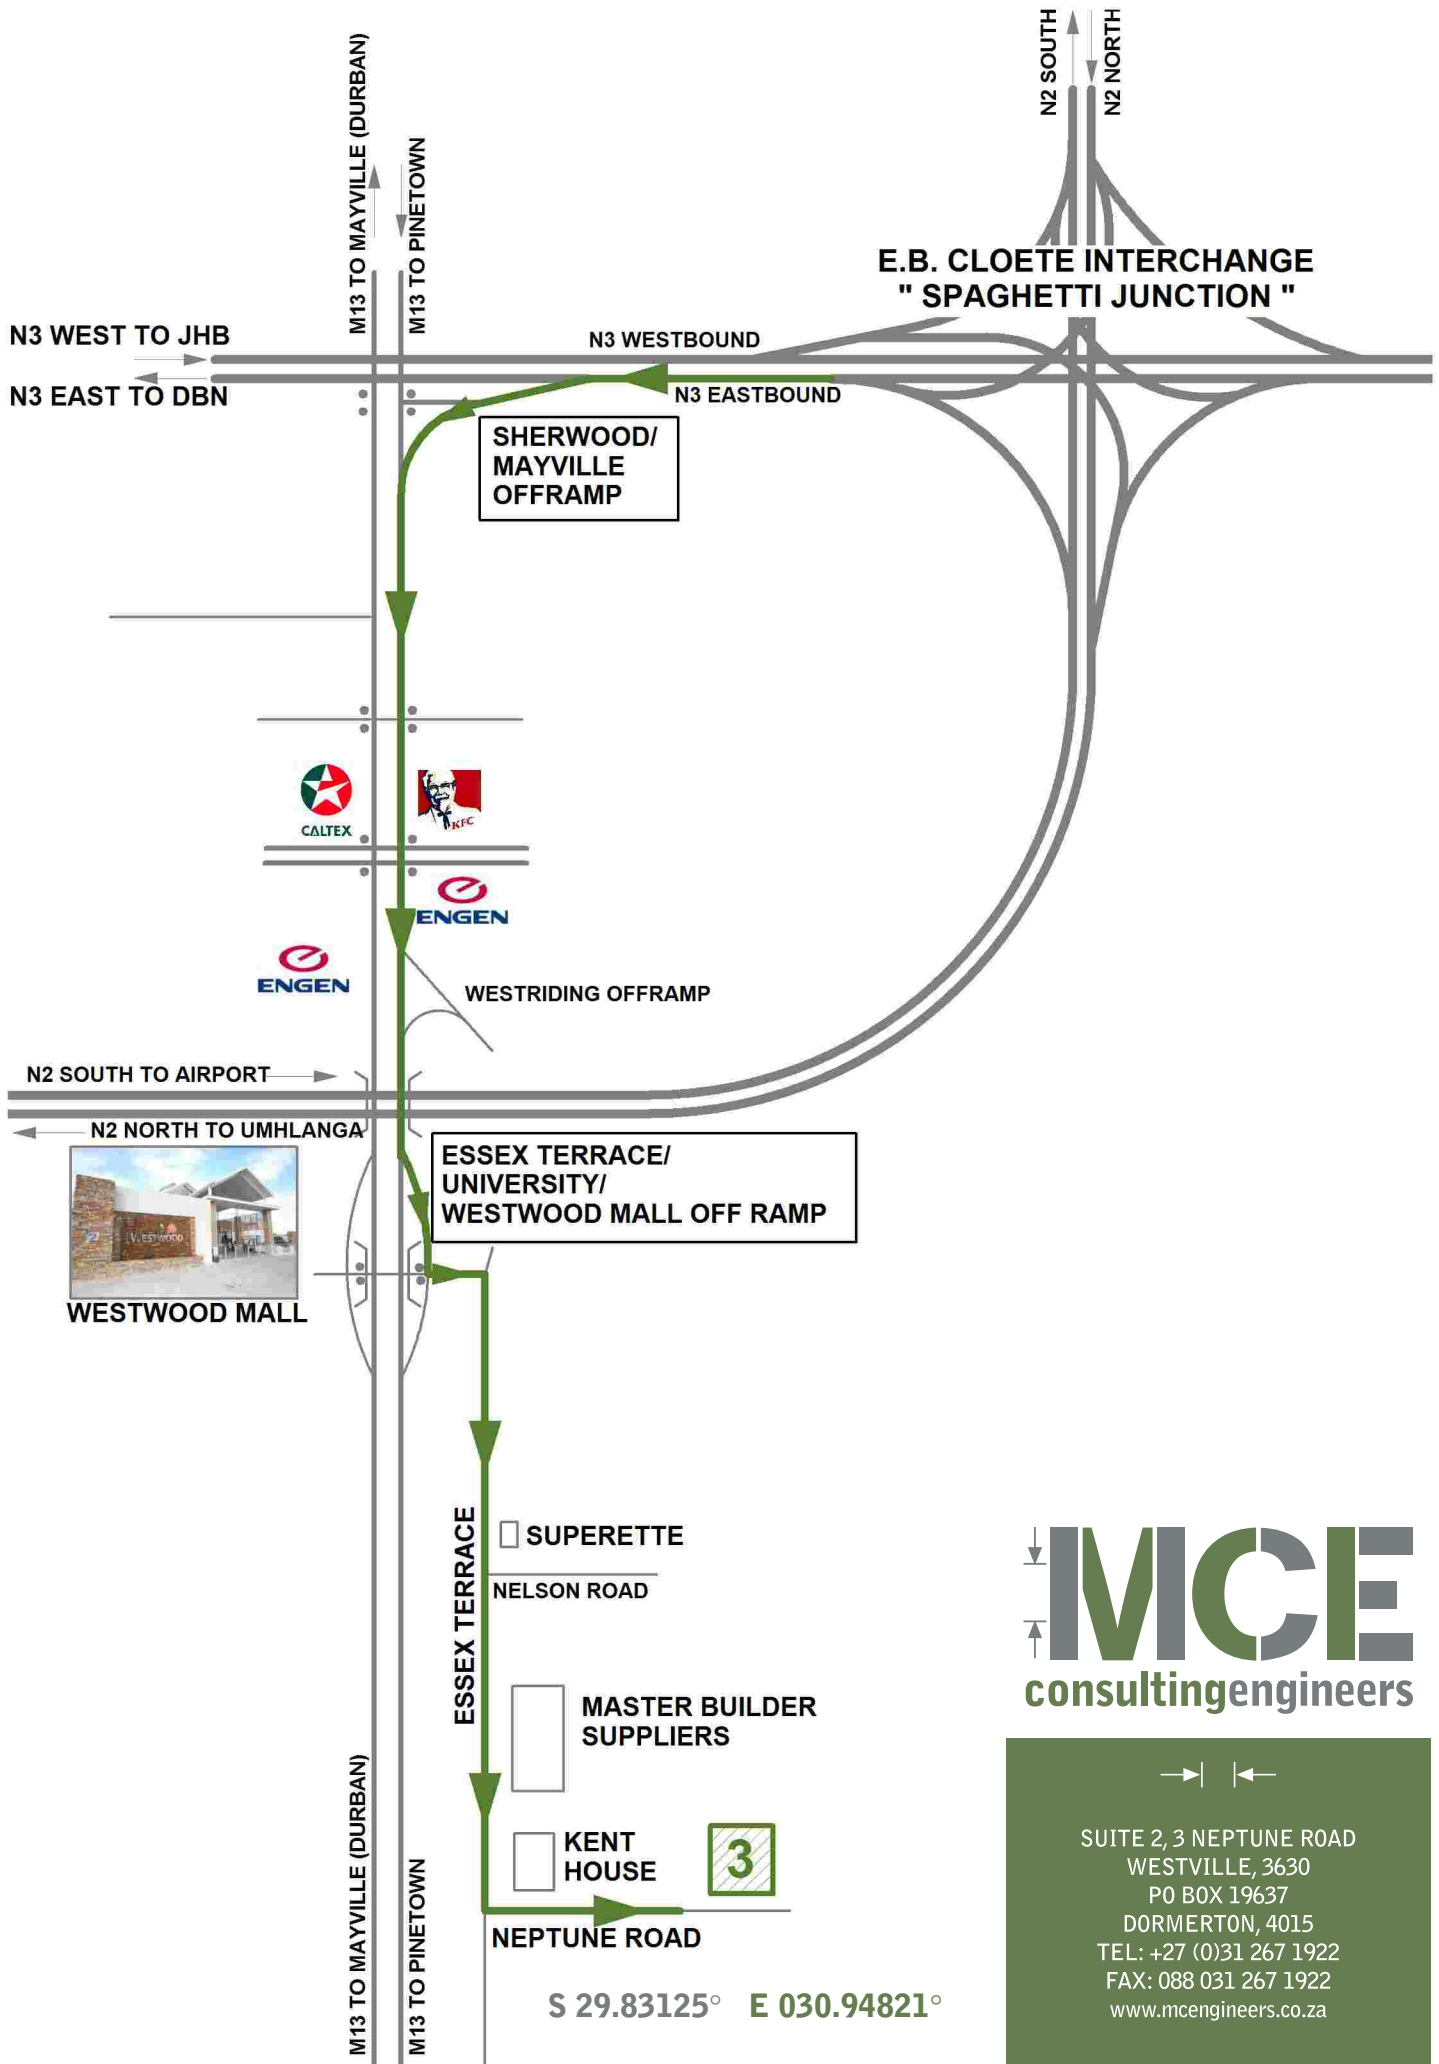 N2 SOUTH
N2 NORTH
M13 TO MAYVILLE (DURBAN)
M13 TO PINETOWN
E.B. CLOETE INTERCHANGE
" SPAGHETTI JUNCTION "
N3 WEST TO JHB
N3 WESTBOUND
N3 EAST TO DBN
N3 EASTBOUND
SHERWOOD/
MAYVILLE
OFFRAMP
CALTEX
KFC
ENGEN
ENGEN
WESTRIDING OFFRAMP
N2 SOUTH TO AIRPORT
N2 NORTH TO UMHLANGA
ESSEX TERRACE/
UNIVERSITY/
WESTWOOD MALL OFF RAMP
WESTWOOD
WESTWOOD MALL
ESSEX TERRACE
SUPERETTE
NELSON ROAD
MASTER BUILDER
SUPPLIERS
KENT
HOUSE
3
NEPTUNE ROAD
M13 TO MAYVILLE (DURBAN)
M13 TO PINETOWN
S 29.83125° E 030.94821°
MCE
consultingengineers
SUITE 2, 3 NEPTUNE ROAD
WESTVILLE, 3630
PO BOX 19637
DORMERTON, 4015
TEL: +27 (0)31 267 1922
FAX: 088 031 267 1922
www.mcengineers.co.za